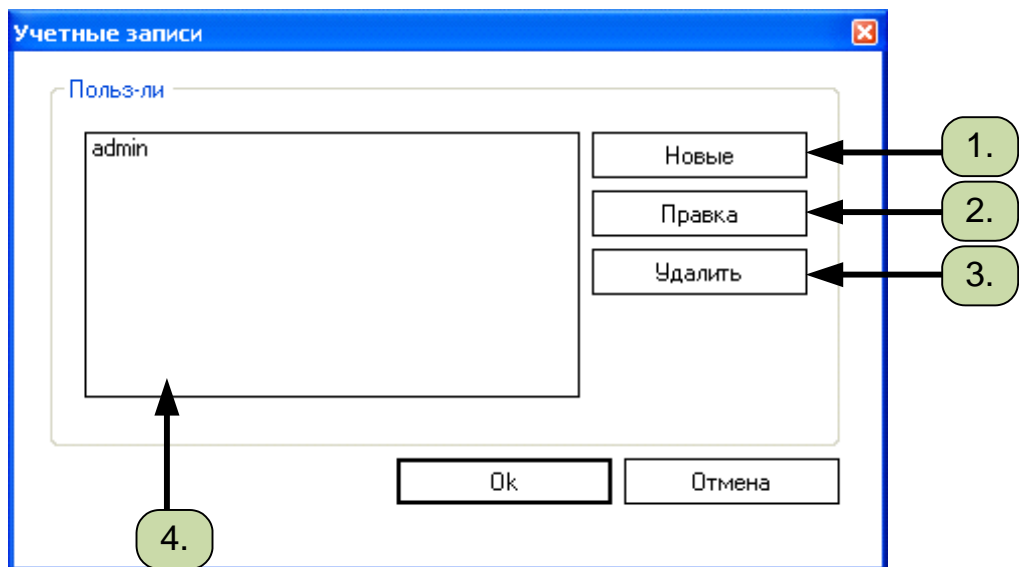 Учетные записи
Польз-ли
admin
Новые
1.
Правка
2.
Удалить
3.
Ok
Отмена
4.